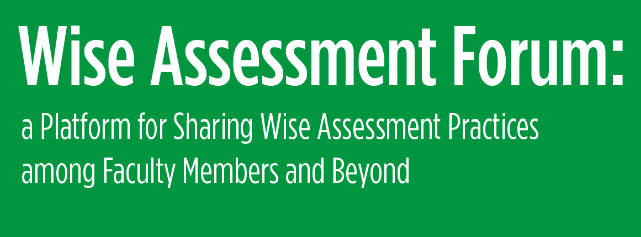 Wise Assessment Forum:
a Platform for Sharing Wise Assessment Practices
among Faculty Members and Beyond